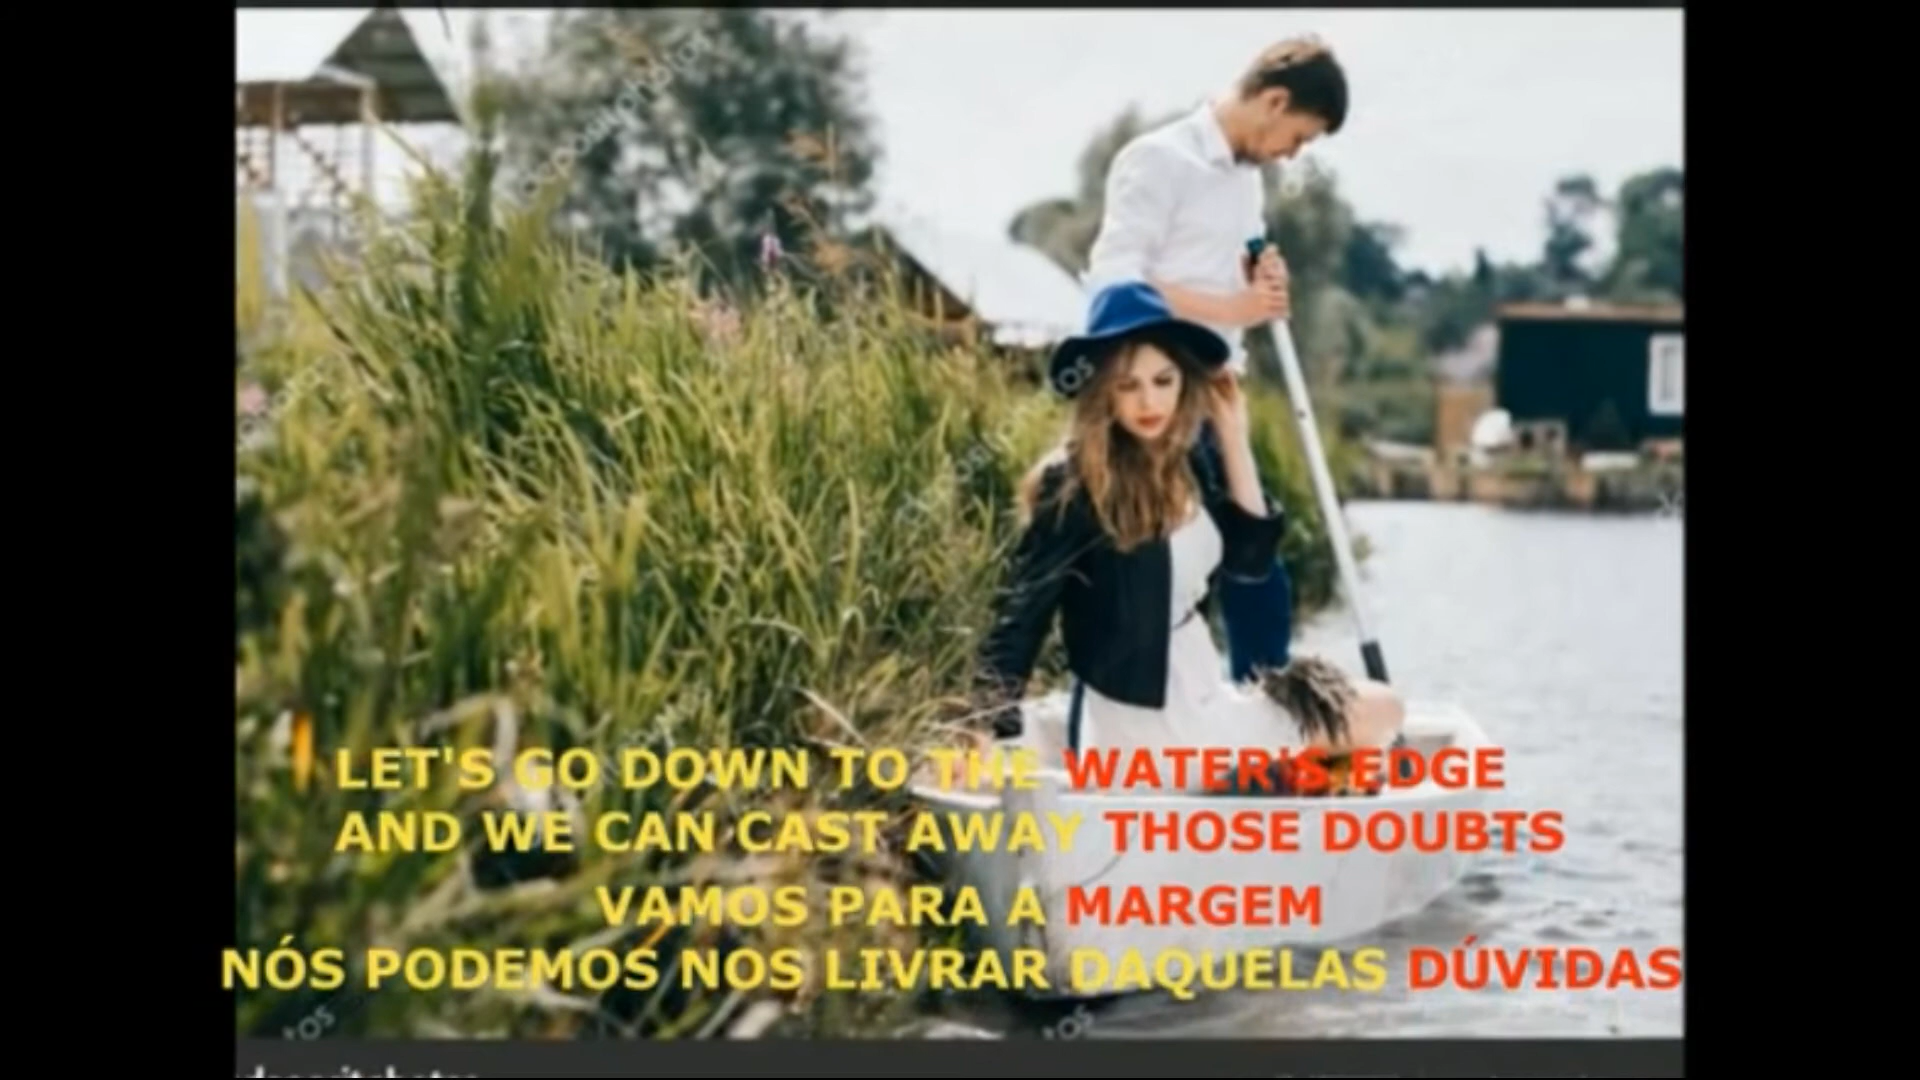 LET'S GO DOWN TO THE WATER'S EDGE
AND WE CAN CAST AWAY THOSE DOUBTS
VAMOS PARA A MARGEM
NÓS PODEMOS NOS LIVRAR DAQUELAS DÚVIDAS